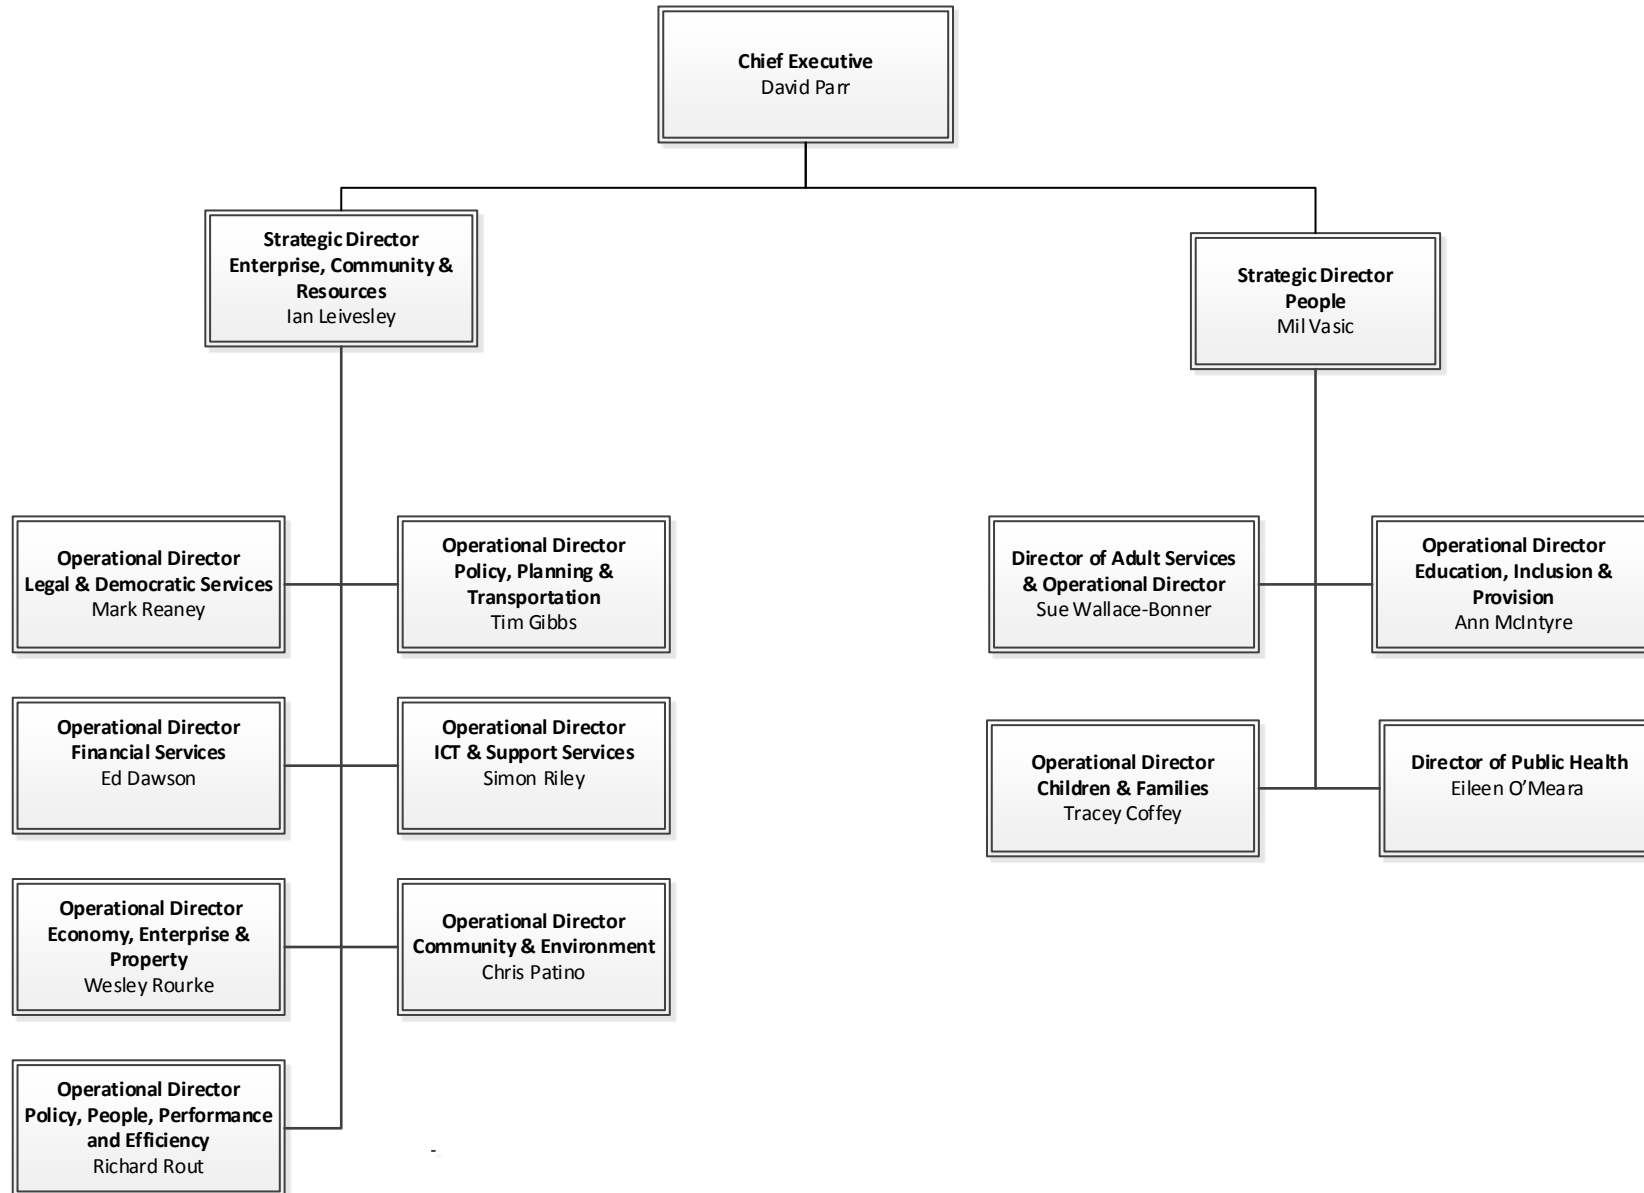 Chief Executive
David Parr
Strategic Director
Enterprise, Community &
Resources
Ian Leivesley
Strategic Director
People
Mil Vasic
Operational Director
Legal & Democratic Services
Mark Reaney
Operational Director
Policy, Planning &
Transportation
Tim Gibbs
Director of Adult Services
& Operational Director
Sue Wallace-Bonner
Operational Director
Education, Inclusion &
Provision
Ann McIntyre
Operational Director
Financial Services
Ed Dawson
Operational Director
ICT & Support Services
Simon Riley
Operational Director
Children & Families
Tracey Coffey
Director of Public Health
Eileen O’Meara
Operational Director
Economy, Enterprise &
Property
Wesley Rourke
Operational Director
Community & Environment
Chris Patino
Operational Director
Policy, People, Performance
and Efficiency
Richard Rout
-